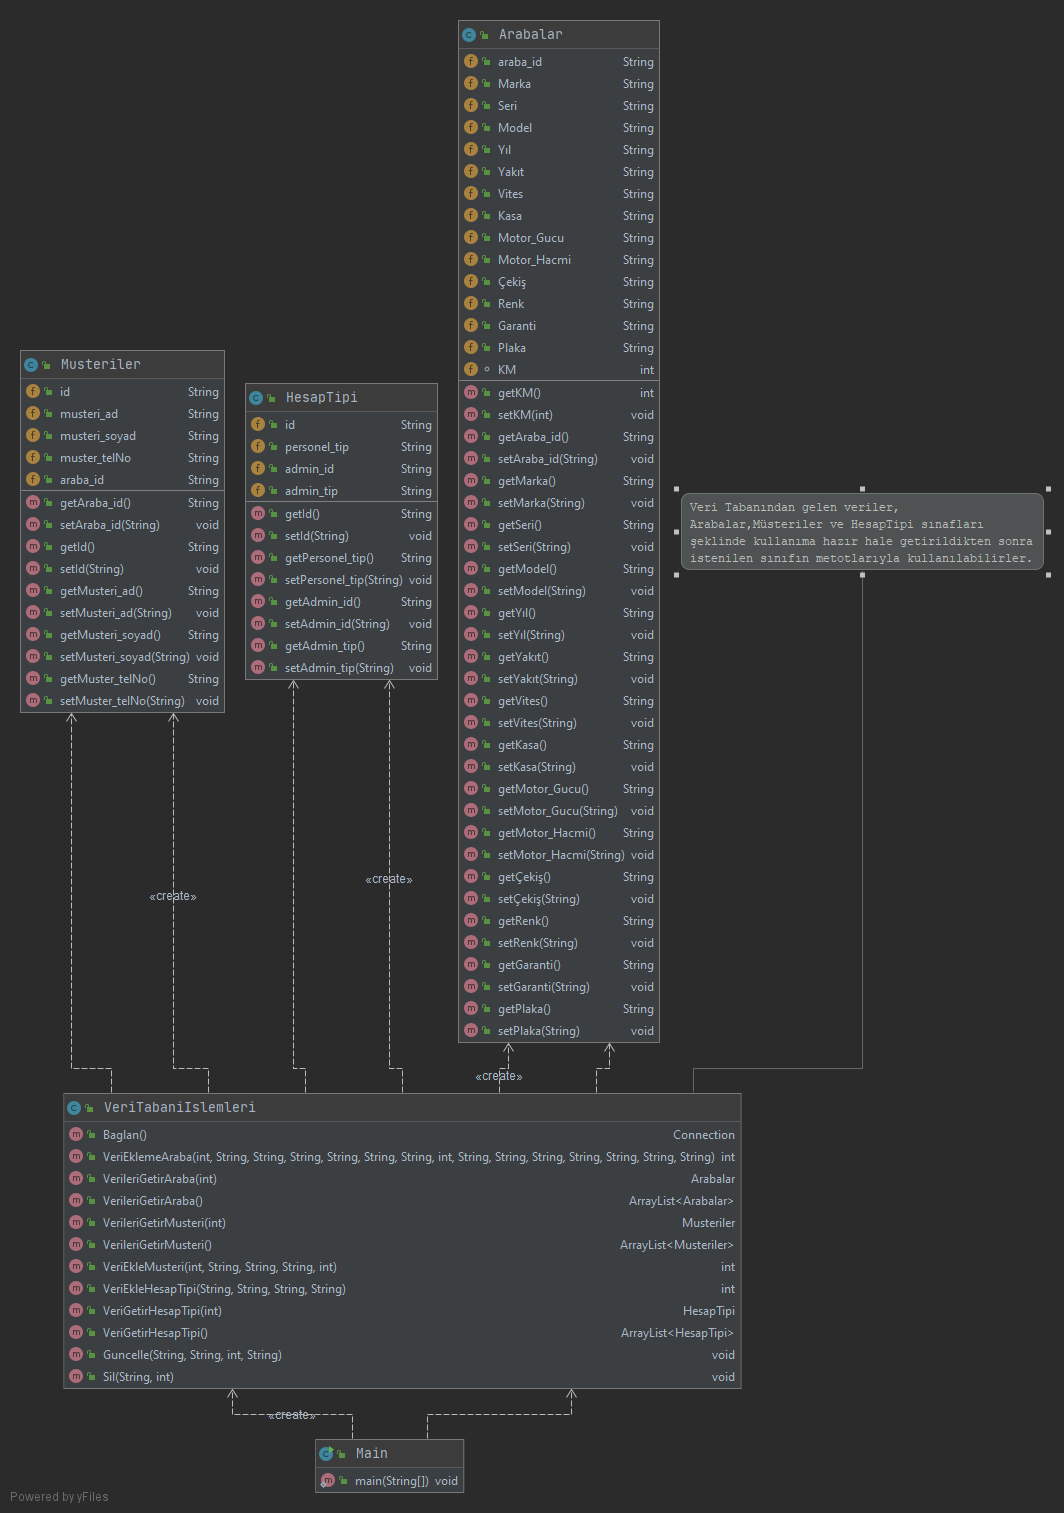 Arabalar
araba_id String
Marka String
Seri String
Model String
Yıl String
Yakıt String
Vites String
Kasa String
Motor_Gucu String
Motor_Hacmi String
Çekiş String
Renk String
Garanti String
Plaka String
KM int
getKM() int
setKM(int) void
getAraba_id() String
setAraba_id(String) void
getMarka() String
setMarka(String) void
getSeri() String
setSeri(String) void
getModel() String
setModel(String) void
getYıl() String
setYıl(String) void
getYakıt() String
setYakıt(String) void
getVites() String
setVites(String) void
getKasa() String
setKasa(String) void
getMotor_Gucu() String
setMotor_Gucu(String) void
getMotor_Hacmi() String
setMotor_Hacmi(String) void
getÇekiş() String
setÇekiş(String) void
getRenk() String
setRenk(String) void
getGaranti() String
setGaranti(String) void
getPlaka() String
setPlaka(String) void
Musteriler
id String
musteri_ad String
musteri_soyad String
muster_telNo String
araba_id String
getAraba_id() String
setAraba_id(String) void
getId() String
setId(String) void
getMusteri_ad() String
setMusteri_ad(String) void
getMusteri_soyad() String
setMusteri_soyad(String) void
getMuster_telNo() String
setMuster_telNo(String) void
HesapTipi
id String
personel_tip String
admin_id String
admin_tip String
getId() String
setId(String) void
getPersonel_tip() String
setPersonel_tip(String) void
getAdmin_id() String
setAdmin_id(String) void
getAdmin_tip() String
setAdmin_tip(String) void
Veri Tabanından gelen veriler,
Arabalar,Müsteriler ve HesapTipi sınafları
şeklinde kullanıma hazır hale getirildikten sonra
istenilen sınıfın metotlarıyla kullanılabilirler.
«create»
«create»
«create»
VeriTabaniIslemleri
Baglan() Connection
VeriEklemeAraba(int, String, String, String, String, String, String, int, String, String, String, String, String, String, String) int
VerileriGetirAraba(int) Arabalar
VerileriGetirAraba() ArrayList<Arabalar>
VerileriGetirMusteri(int) Musteriler
VerileriGetirMusteri() ArrayList<Musteriler>
VeriEkleMusteri(int, String, String, String, int) int
VeriEkleHesapTipi(String, String, String, String) int
VeriGetirHesapTipi(int) HesapTipi
VeriGetirHesapTipi() ArrayList<HesapTipi>
Guncelle(String, String, int, String) void
Sil(String, int) void
«create»
Main
main(String[]) void
Powered by yFiles